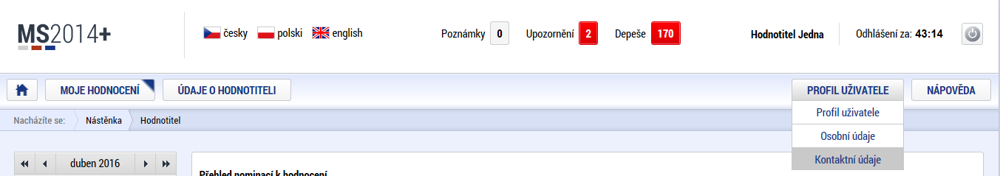 MS2014+ česky polski english Poznámky 0 Upozornění 2 Depeše 170 Hodnotitel Jedna Odhlášení za: 43:14
MOJE HODNOCENÍ ÚDAJE O HODNOTITELI PROFIL UŽIVATELE NÁPOVĚDA
Nacházíte se: Nástěnka Hodnotitel
Profil uživatele
Osobní údaje
Kontaktní údaje
duben 2016
Přehled nominací k hodnocení